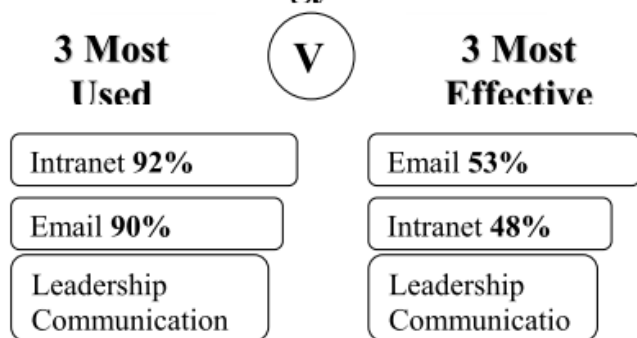 3 Most
Used
V
3 Most
Effective
Intranet 92%
Email 90%
Leadership
Communication
Email 53%
Intranet 48%
Leadership
Communicatio